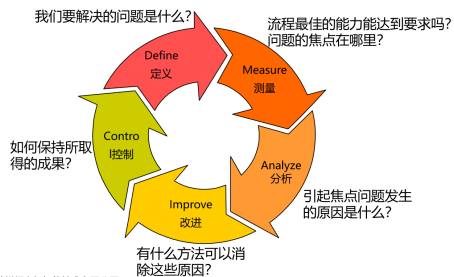 我们要解决的问题是什么?
流程最佳的能力能达到要求吗?
问题的焦点在哪里?
Define
定义
Measure
测量
Analyze
分析
引起焦点问题发生
的原因是什么?
Improve
改进
有什么方法可以消
除这些原因?
Contro
l控制
如何保持所取
得的成果?